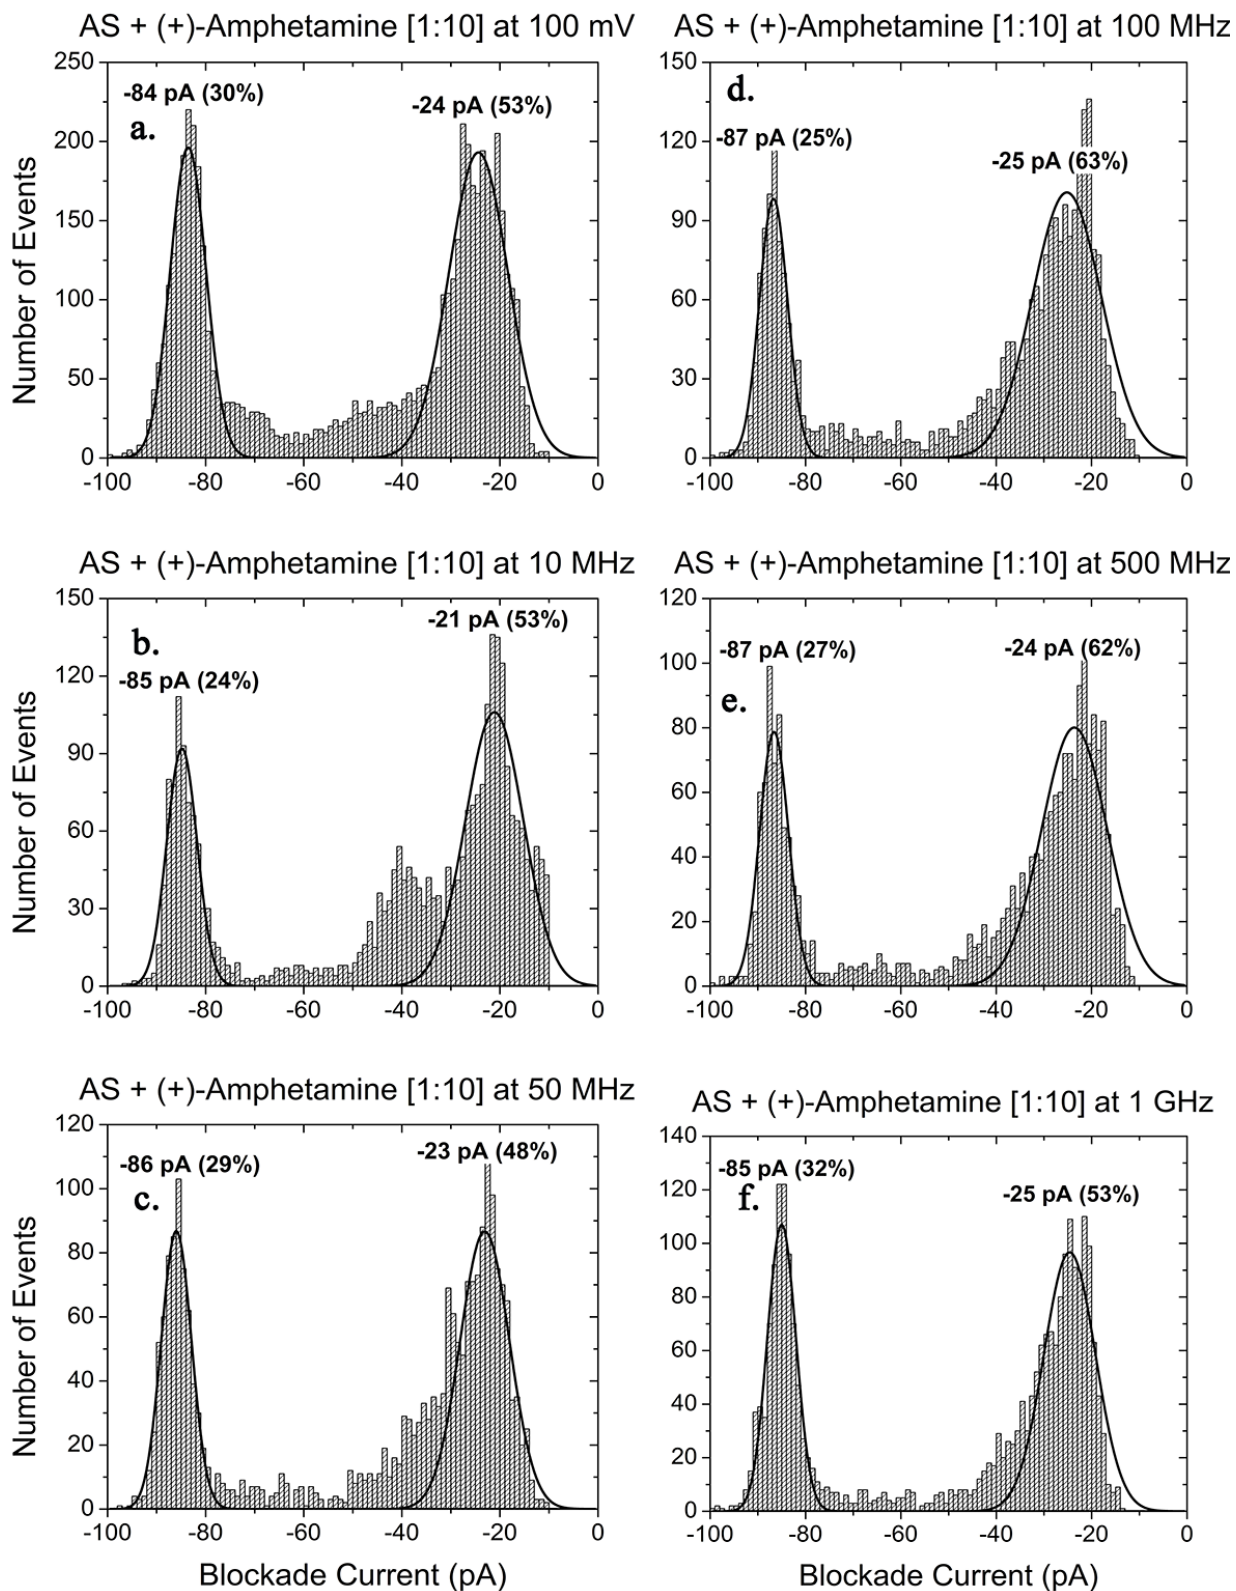 AS + (+)-Amphetamine [1:10] at 100 mV
250
200
150
100
50
0
Number of Events
-84 pA (30%)
-24 pA (53%)
a.
-100 -80 -60 -40 -20 0
AS + (+)-Amphetamine [1:10] at 10 MHz
150
120
90
60
30
0
Number of Events
-21 pA (53%)
b.
-85 pA (24%)
-100 -80 -60 -40 -20 0
AS + (+)-Amphetamine [1:10] at 50 MHz
120
100
80
60
40
20
0
Number of Events
-23 pA (48%)
-86 pA (29%)
c.
-100 -80 -60 -40 -20 0
Blockade Current (pA)
AS + (+)-Amphetamine [1:10] at 100 MHz
150
120
90
60
30
0
d.
-87 pA (25%)
-25 pA (63%)
-100 -80 -60 -40 -20 0
AS + (+)-Amphetamine [1:10] at 500 MHz
120
100
80
60
40
20
0
-87 pA (27%)
-24 pA (62%)
e.
-100 -80 -60 -40 -20 0
AS + (+)-Amphetamine [1:10] at 1 GHz
140
120
100
80
60
40
20
0
-85 pA (32%)
f.
-25 pA (53%)
-100 -80 -60 -40 -20 0
Blockade Current (pA)